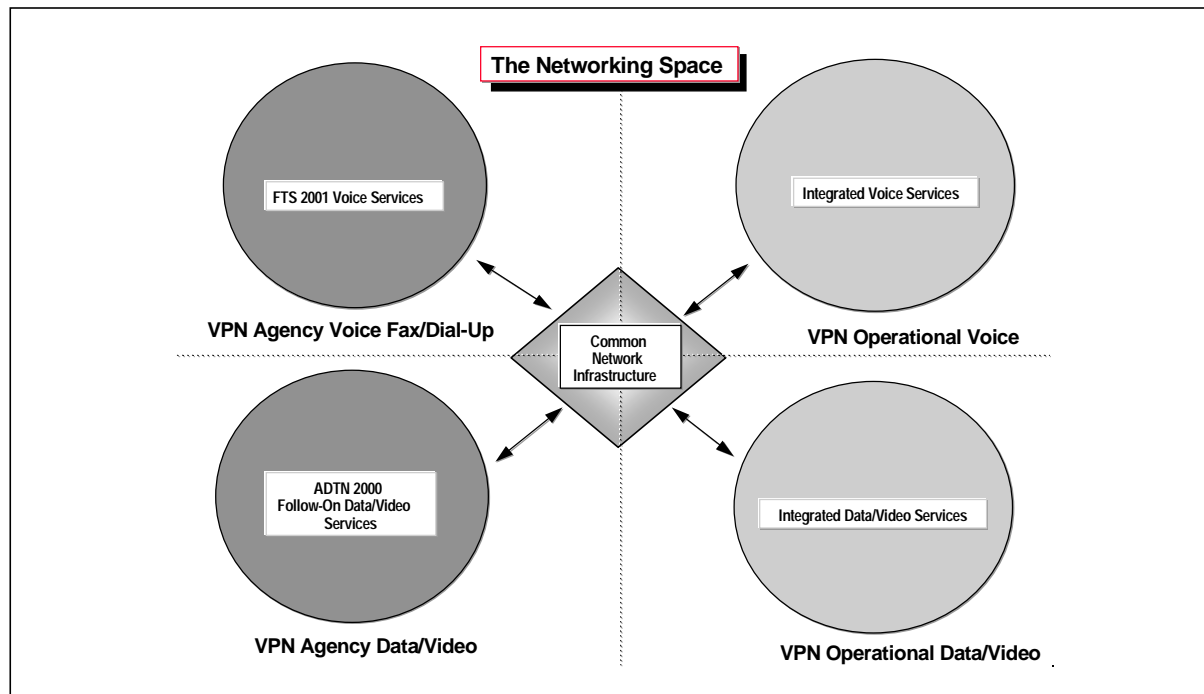 The Networking Space
FTS 2001 Voice Services
Integrated Voice Services
VPN Agency Voice Fax/Dial-Up
VPN Operational Voice
Common
Network
Infrastructure
ADTN 2000
Follow-On Data/Video
Services
Integrated Data/Video Services
VPN Agency Data/Video
VPN Operational Data/Video